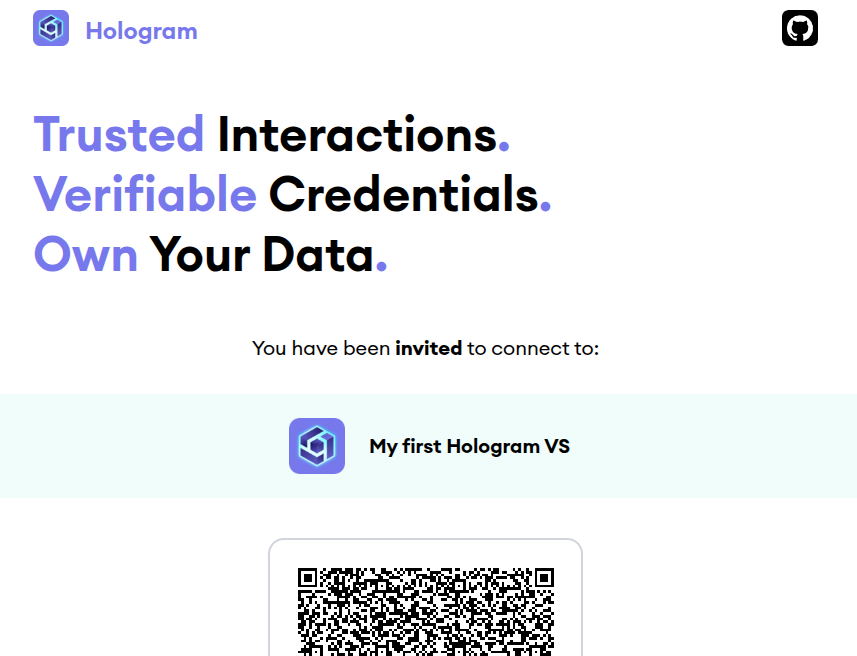 Hologram
Trusted Interactions.
Verifiable Credentials.
Own Your Data.
You have been invited to connect to:
My first Hologram VS